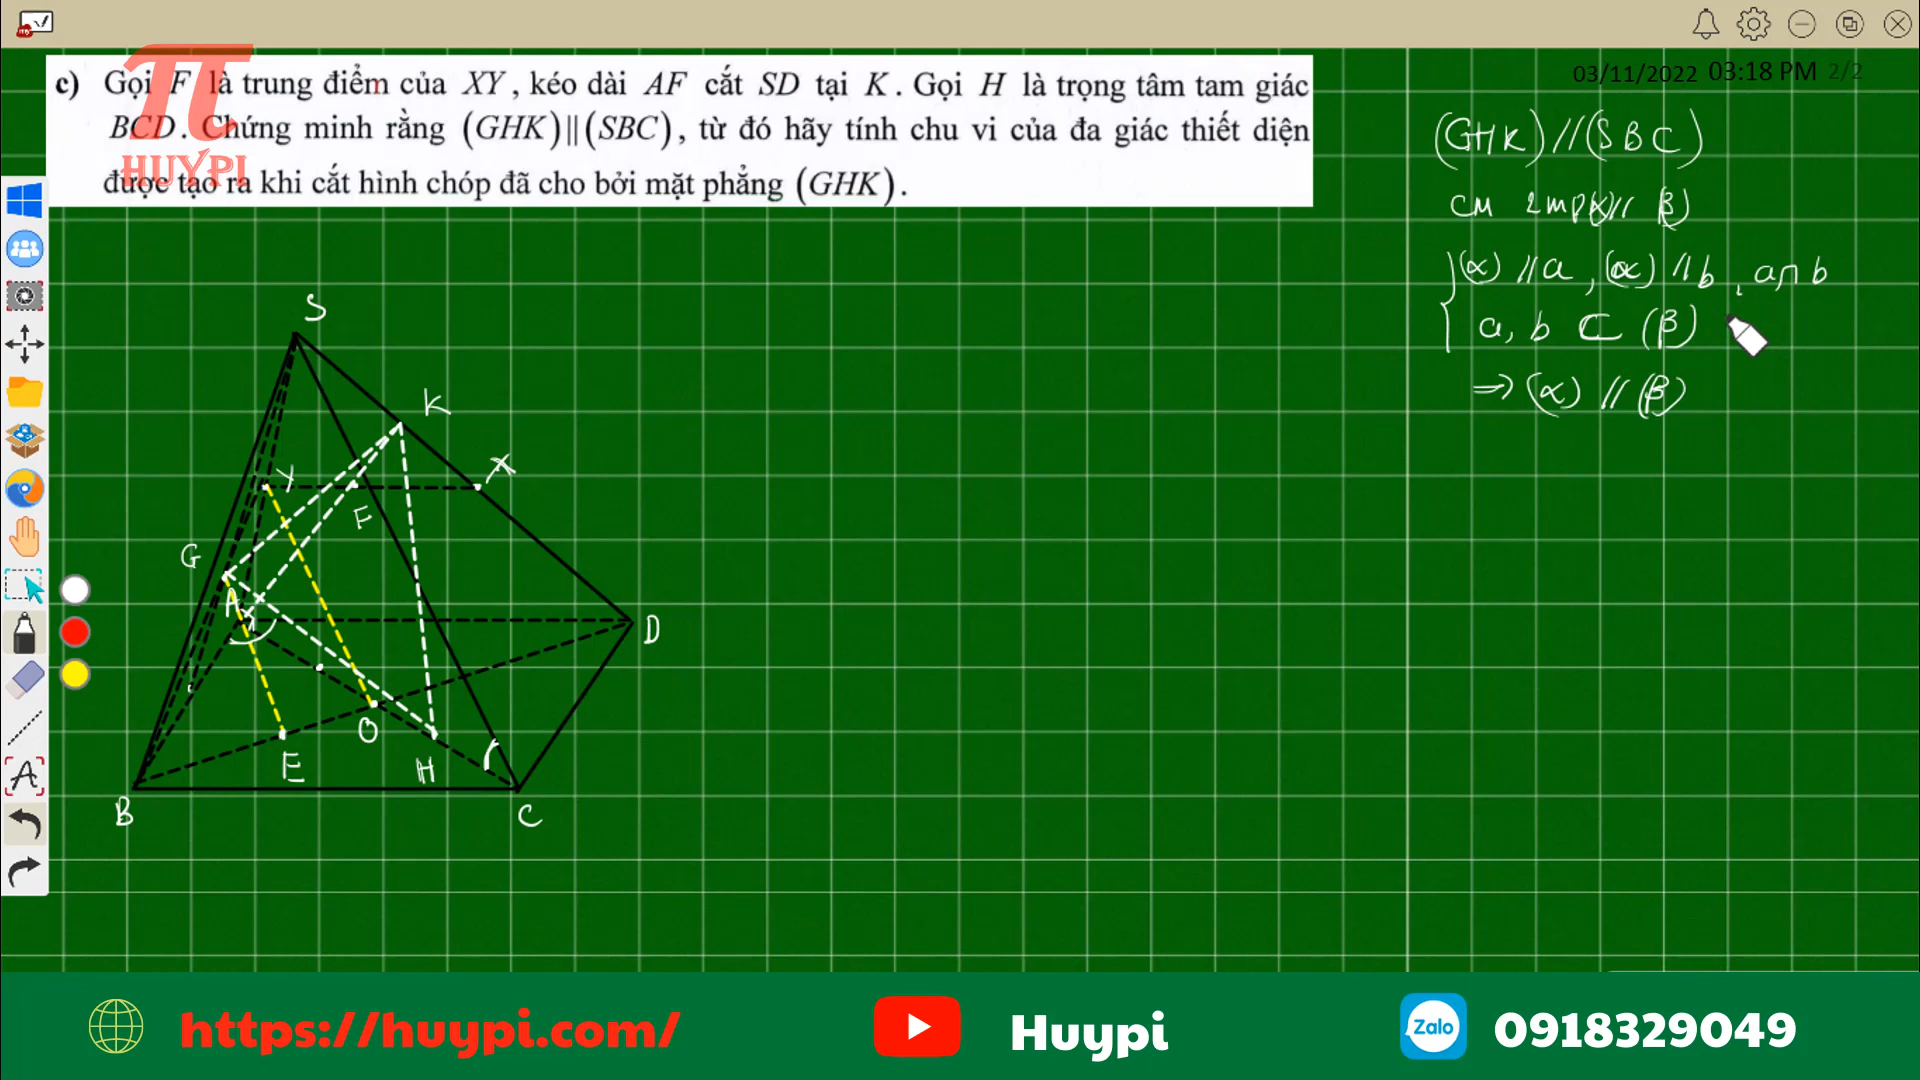 03/11/2022 03:18 PM 2/2
π
HUYPI
c) Gọi F là trung điểm của XY, kéo dài AF cắt SD tại K. Gọi H là trọng tâm tam giác
BCD. Chứng minh rằng (GHK)∥(SBC), từ đó hãy tính chu vi của đa giác thiết diện
được tạo ra khi cắt hình chóp đã cho bởi mặt phẳng (GHK).
(GHK)//(SBC)
CM 2mp(α)// (β)
(α) // a, (α) // b, a∩b
a, b ⊂ (β)
=> (α) // (β)
S
K
Y
X
F
G
A
D
O
E
H
B
C
https://huypi.com/
Huypi
Zalo
0918329049